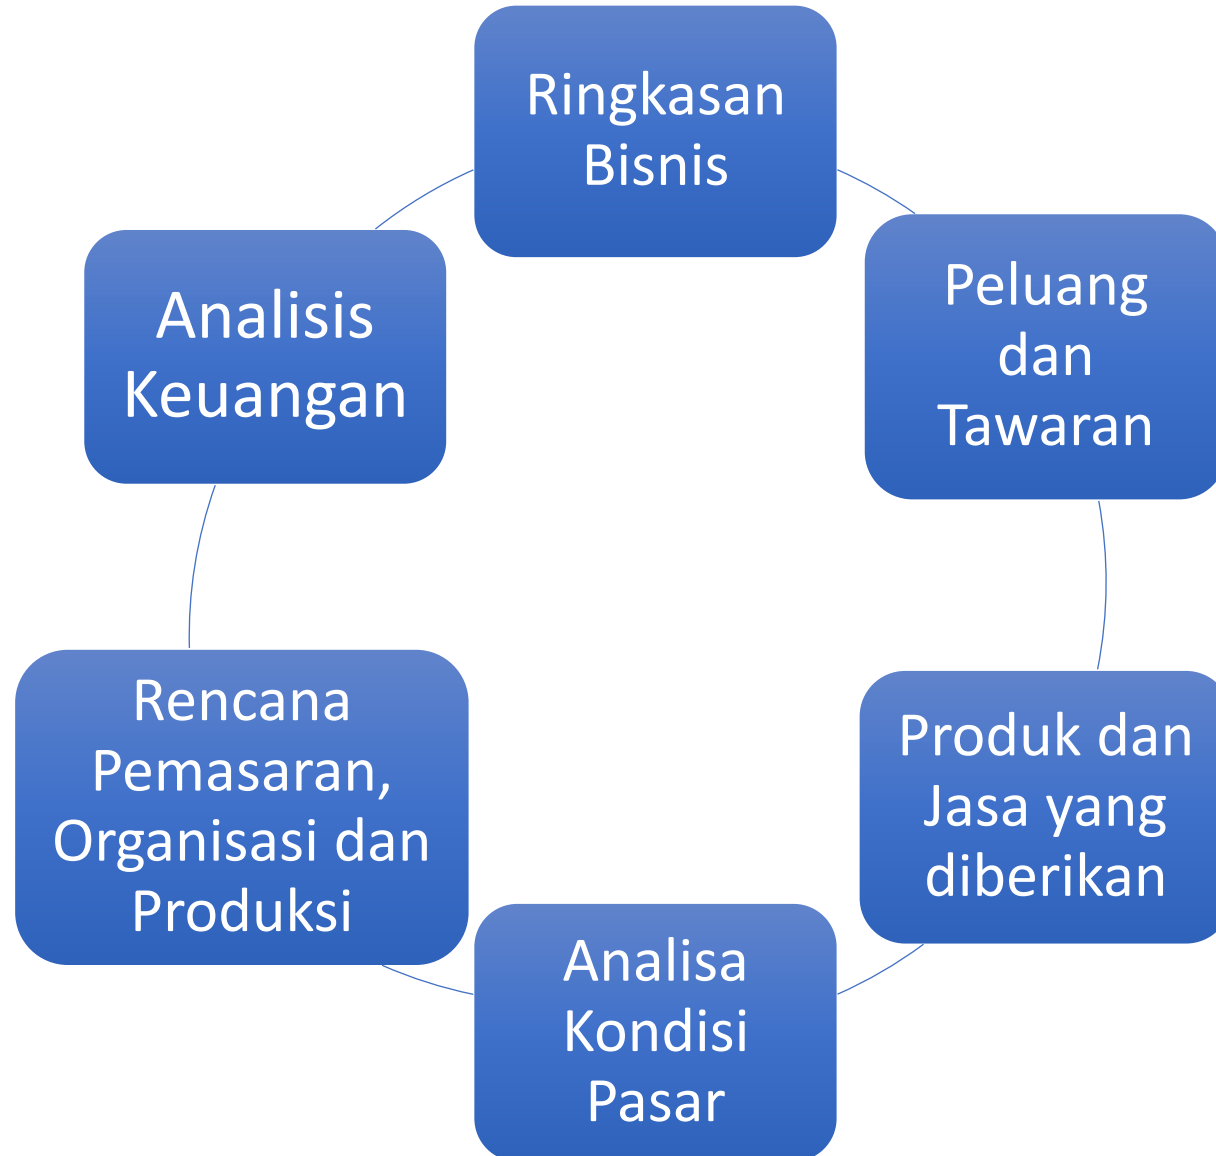 Ringkasan
Bisnis
Peluang
dan
Tawaran
Produk dan
Jasa yang
diberikan
Analisa
Kondisi
Pasar
Rencana
Pemasaran,
Organisasi dan
Produksi
Analisis
Keuangan